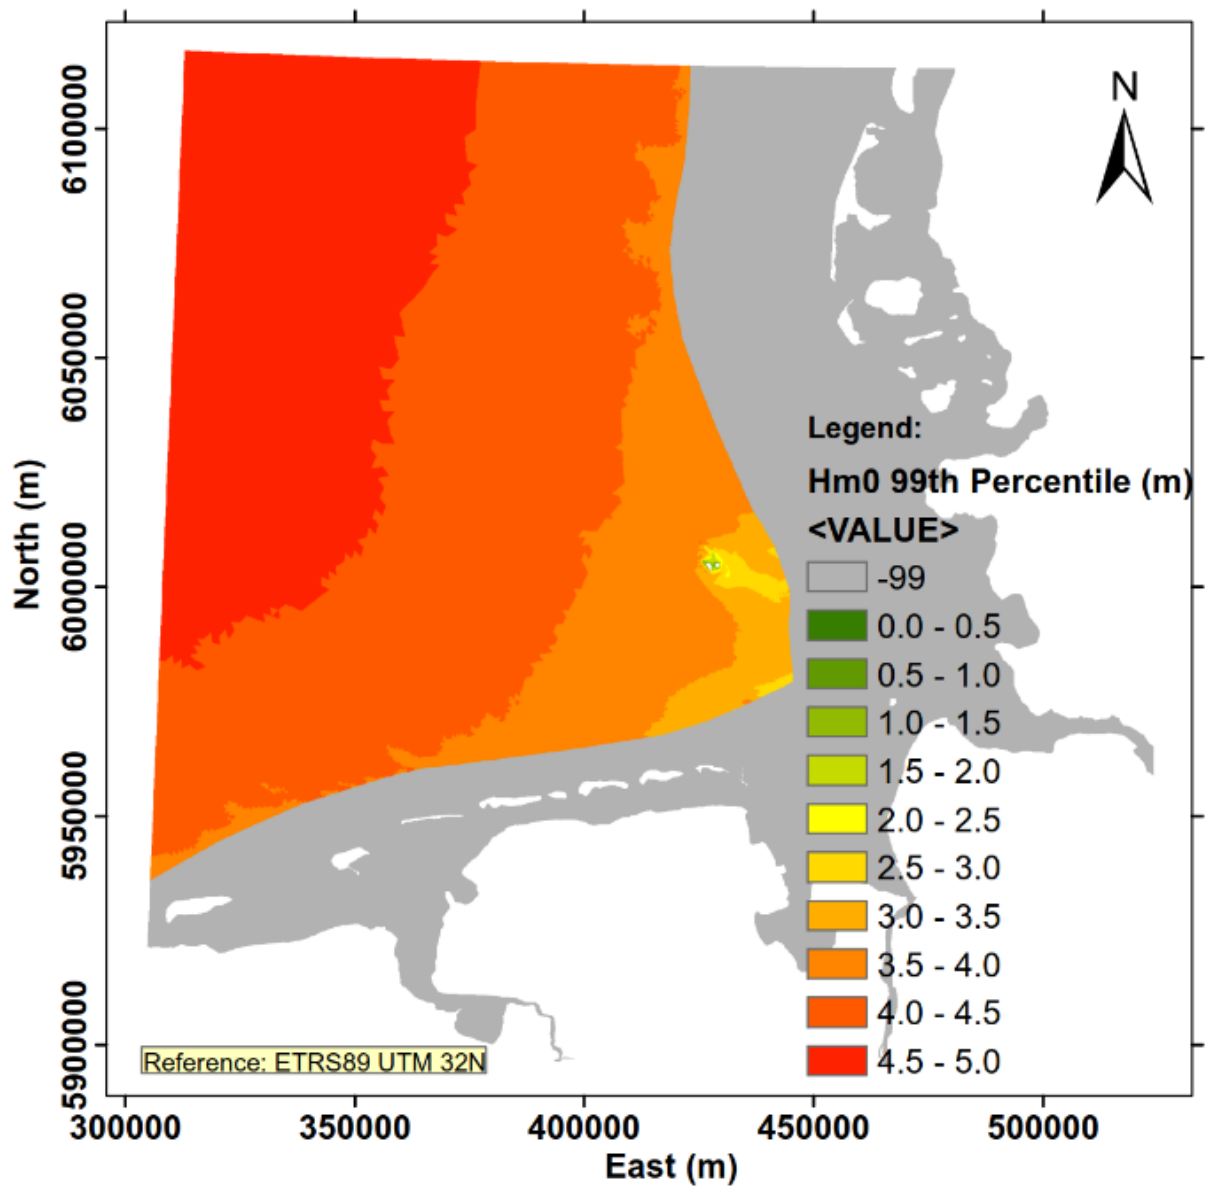 N
6100000
6050000
6000000
5950000
5900000
North (m)
Legend:
Hm0 99th Percentile (m)
<VALUE>
-99
0.0 - 0.5
0.5 - 1.0
1.0 - 1.5
1.5 - 2.0
2.0 - 2.5
2.5 - 3.0
3.0 - 3.5
3.5 - 4.0
4.0 - 4.5
4.5 - 5.0
Reference: ETRS89 UTM 32N
300000 350000 400000 450000 500000
East (m)